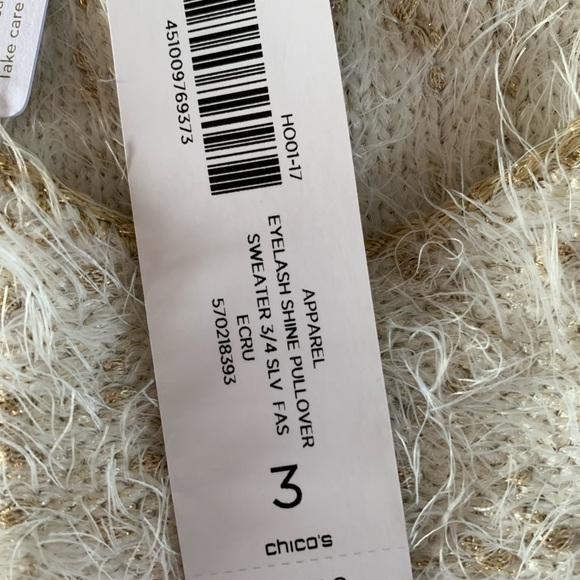 take care
451009769373
HO01-17
APPAREL
EYELASH SHINE PULLOVER
SWEATER 3/4 SLV FAS
ECRU
570218393
3
chico's